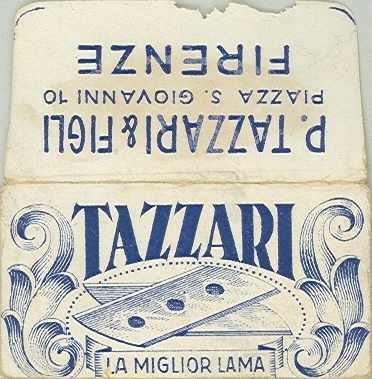 P. TAZZARI & FIGLI
PIAZZA S. GIOVANNI 10
FIRENZE
TAZZARI
LA MIGLIOR LAMA